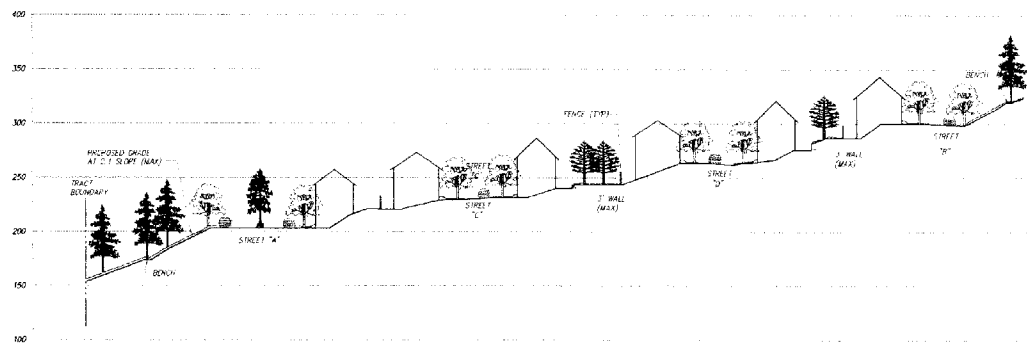 400
350
300
250
200
150
100
TRACT
BOUNDARY
PROPOSED GRADE
AT 2:1 SLOPE (MAX)
BENCH
STREET "A"
STREET
"C"
FENCE (TYP)
3' WALL
(MAX)
STREET
"D"
3' WALL
(MAX)
STREET
"B"
BENCH